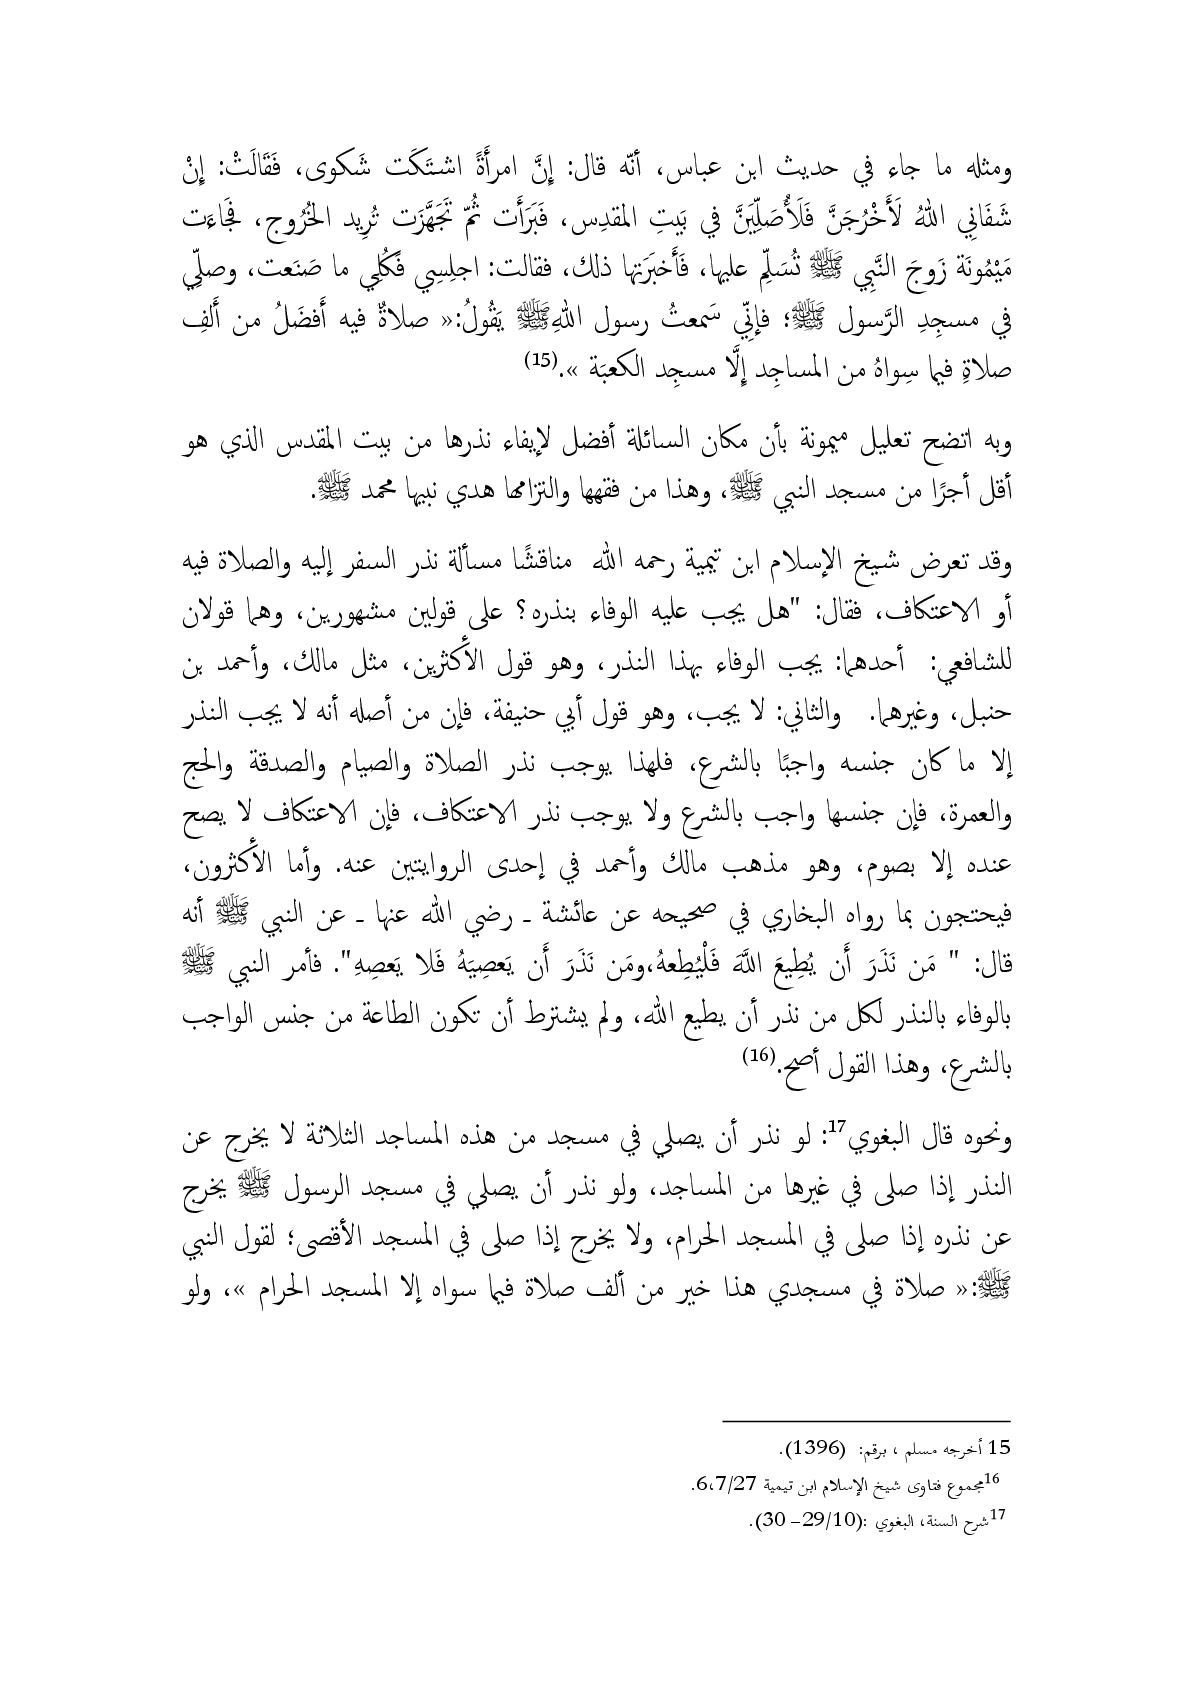 ومثله ما جاء في حديث ابن عباس، أنّه قال: إِنَّ امرأَةً اشتَكَت شَكوى، فَقَالَتْ: إِنْ
شَفَانِي اللهُ لَأَخْرُجَنَّ فَلَأُصَلِّيَنَّ في بَيتِ المقدِس، فَبَرَأَت ثُمّ تَجَهَّزَت تُرِيد الخُرُوج، فَجَاءَت
مَيْمُونَة زَوجَ النَّبِي ﷺ تُسَلِّم عليها، فَأَخبَرَتها ذلك، فقالت: اجلِسِي فَكُلِي ما صَنَعت، وصلِّي
في مسجِدِ الرَّسول ﷺ؛ فإنِّي سَمعتُ رسول اللهِﷺ يَقُولُ:« صلاةٌ فيه أَفضَلُ من أَلفِ
صلاةِ فيما سِواهُ من المساجِد إِلَّا مسجِد الكعبَة ».(15)
وبه اتضح تعليل ميمونة بأن مكان السائلة أفضل لإيفاء نذرها من بيت المقدس الذي هو
أقل أجرًا من مسجد النبي ﷺ، وهذا من فقهها والتزامها هدي نبيها محمد ﷺ.
وقد تعرض شيخ الإسلام ابن تيمية رحمه الله مناقشًا مسألة نذر السفر إليه والصلاة فيه
أو الاعتكاف، فقال: "هل يجب عليه الوفاء بنذره؟ على قولين مشهورين، وهما قولان
للشافعي: أحدهما: يجب الوفاء بهذا النذر، وهو قول الأكثرين، مثل مالك، وأحمد بن
حنبل، وغيرهما. والثاني: لا يجب، وهو قول أبي حنيفة، فإن من أصله أنه لا يجب النذر
إلا ما كان جنسه واجبًا بالشرع، فلهذا يوجب نذر الصلاة والصيام والصدقة والحج
والعمرة، فإن جنسها واجب بالشرع ولا يوجب نذر الاعتكاف، فإن الاعتكاف لا يصح
عنده إلا بصوم، وهو مذهب مالك وأحمد في إحدى الروايتين عنه. وأما الأكثرون،
فيحتجون بما رواه البخاري في صحيحه عن عائشة ـ رضي الله عنها ـ عن النبي ﷺ أنه
قال: " مَن نَذَرَ أَن يُطِيعَ اللَّهَ فَلْيُطِعهُ،ومَن نَذَرَ أَن يَعصِيَهُ فَلا يَعصِهِ". فأمر النبي ﷺ
بالوفاء بالنذر لكل من نذر أن يطيع الله، ولم يشترط أن تكون الطاعة من جنس الواجب
بالشرع، وهذا القول أصح.(16)
ونحوه قال البغوي17: لو نذر أن يصلي في مسجد من هذه المساجد الثلاثة لا يخرج عن
النذر إذا صلى في غيرها من المساجد، ولو نذر أن يصلي في مسجد الرسول ﷺ يخرج
عن نذره إذا صلى في المسجد الحرام، ولا يخرج إذا صلى في المسجد الأقصى؛ لقول النبي
ﷺ:« صلاة في مسجدي هذا خير من ألف صلاة فيما سواه إلا المسجد الحرام »، ولو
15 أخرجه مسلم ، برقم: (1396).
16مجموع فتاوى شيخ الإسلام ابن تيمية 6،7/27.
17شرح السنة، البغوي :(29/10– 30).